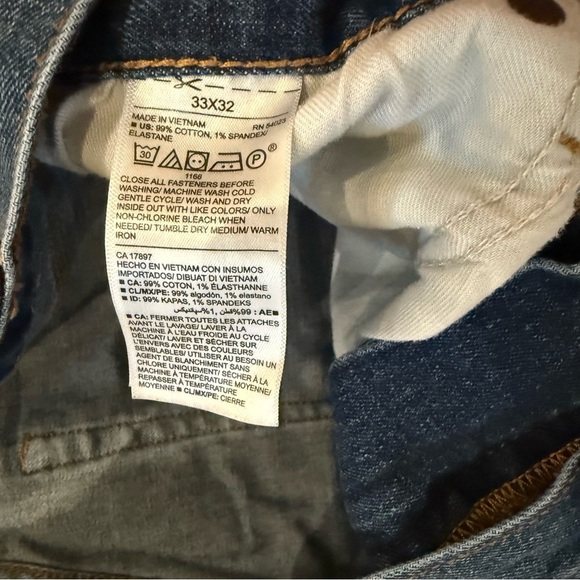 33X32
MADE IN VIETNAM
RN 54023
■ US: 99% COTTON, 1% SPANDEX/
ELASTANE
30 P ®
1166
CLOSE ALL FASTENERS BEFORE
WASHING/ MACHINE WASH COLD
GENTLE CYCLE/ WASH AND DRY
INSIDE OUT WITH LIKE COLORS/ ONLY
NON-CHLORINE BLEACH WHEN
NEEDED/ TUMBLE DRY MEDIUM/ WARM
IRON
CA 17897
HECHO EN VIETNAM CON INSUMOS
IMPORTADOS/ DIBUAT DI VIETNAM
■ CA: 99% COTON, 1% ÉLASTHANNE
■ CL/MX/PE: 99% algodón, 1% elastano
■ ID: 99% KAPAS, 1% SPANDEKS
■ AE: 99% قطن, 1% سپانديكس
■ CA: FERMER TOUTES LES ATTACHES
AVANT LE LAVAGE/ LAVER À LA
MACHINE À L'EAU FROIDE AU CYCLE
DÉLICAT/ LAVER ET SÉCHER SUR
L'ENVERS AVEC DES COULEURS
SEMBLABLES/ UTILISER AU BESOIN UN
AGENT DE BLANCHIMENT SANS
CHLORE UNIQUEMENT/ SÉCHER À LA
MACHINE À TEMPÉRATURE MOYENNE/
REPASSER À TEMPÉRATURE
MOYENNE ■ CL/MX/PE: CIERRE